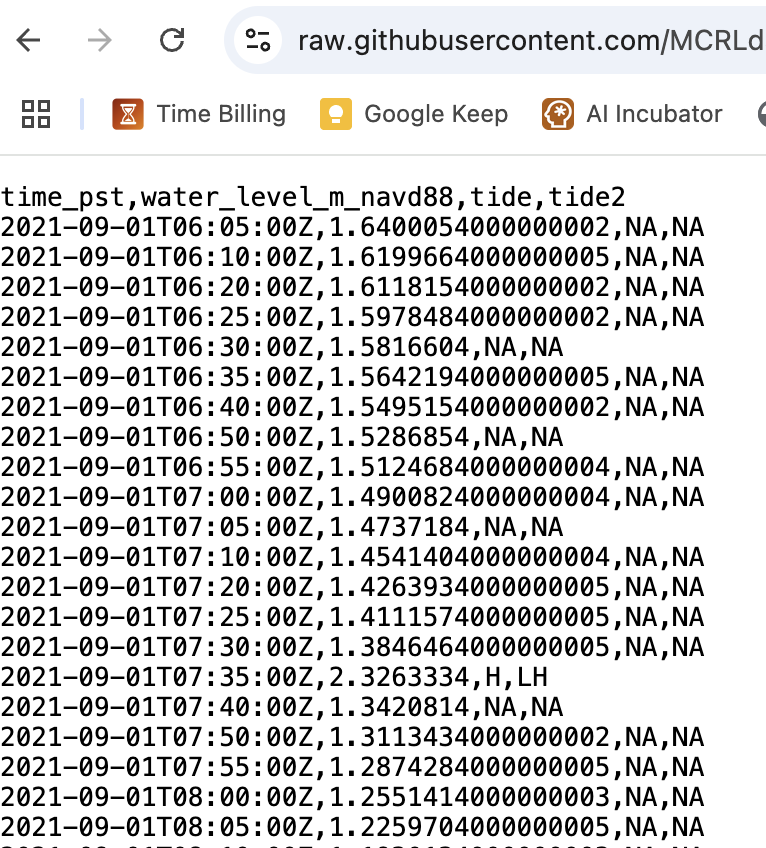 raw.githubusercontent.com/MCRLd
Time Billing
Google Keep
AI Incubator
time_pst,water_level_m_navd88,tide,tide2
2021-09-01T06:05:00Z,1.6400054000000002,NA,NA
2021-09-01T06:10:00Z,1.6199664000000005,NA,NA
2021-09-01T06:20:00Z,1.6118154000000002,NA,NA
2021-09-01T06:25:00Z,1.5978484000000002,NA,NA
2021-09-01T06:30:00Z,1.5816604,NA,NA
2021-09-01T06:35:00Z,1.5642194000000005,NA,NA
2021-09-01T06:40:00Z,1.5495154000000002,NA,NA
2021-09-01T06:50:00Z,1.5286854,NA,NA
2021-09-01T06:55:00Z,1.5124684000000004,NA,NA
2021-09-01T07:00:00Z,1.4900824000000004,NA,NA
2021-09-01T07:05:00Z,1.4737184,NA,NA
2021-09-01T07:10:00Z,1.4541404000000004,NA,NA
2021-09-01T07:20:00Z,1.4263934000000005,NA,NA
2021-09-01T07:25:00Z,1.4111574000000005,NA,NA
2021-09-01T07:30:00Z,1.3846464000000005,NA,NA
2021-09-01T07:35:00Z,2.3263334,H,LH
2021-09-01T07:40:00Z,1.3420814,NA,NA
2021-09-01T07:50:00Z,1.3113434000000002,NA,NA
2021-09-01T07:55:00Z,1.2874284000000005,NA,NA
2021-09-01T08:00:00Z,1.2551414000000003,NA,NA
2021-09-01T08:05:00Z,1.2259704000000005,NA,NA